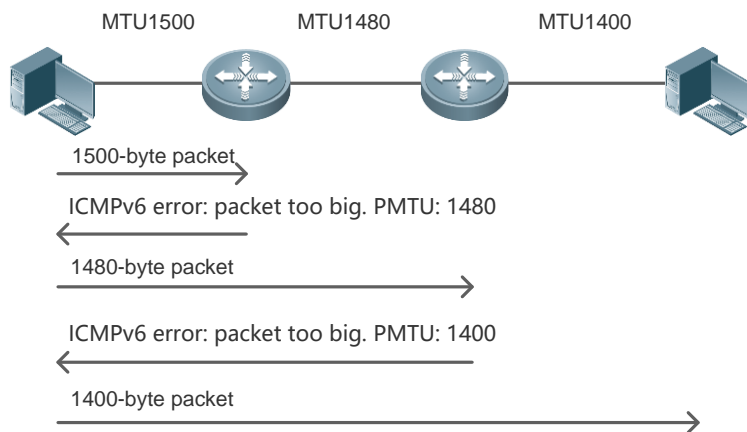 MTU1500
MTU1480
MTU1400
1500-byte packet
ICMPv6 error: packet too big. PMTU: 1480
1480-byte packet
ICMPv6 error: packet too big. PMTU: 1400
1400-byte packet